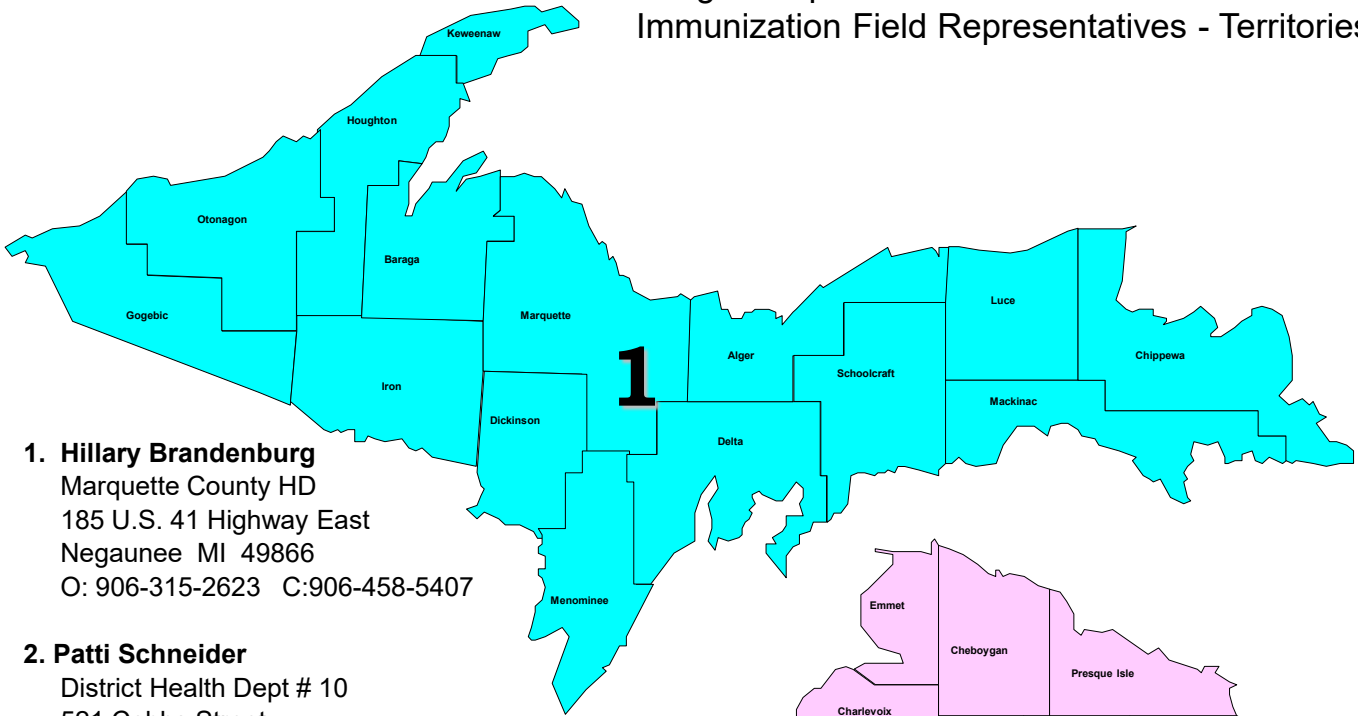 Immunization Field Representatives - Territories
Keweenaw
Houghton
Otonagon
Baraga
Gogebic
Marquette
Iron
Dickinson
1
Alger
Luce
Schoolcraft
Chippewa
Mackinac
Delta
Menominee
1. Hillary Brandenburg
Marquette County HD
185 U.S. 41 Highway East
Negaunee MI 49866
O: 906-315-2623 C:906-458-5407
2. Patti Schneider
District Health Dept # 10
Emmet
Cheboygan
Presque Isle
Charlevoix